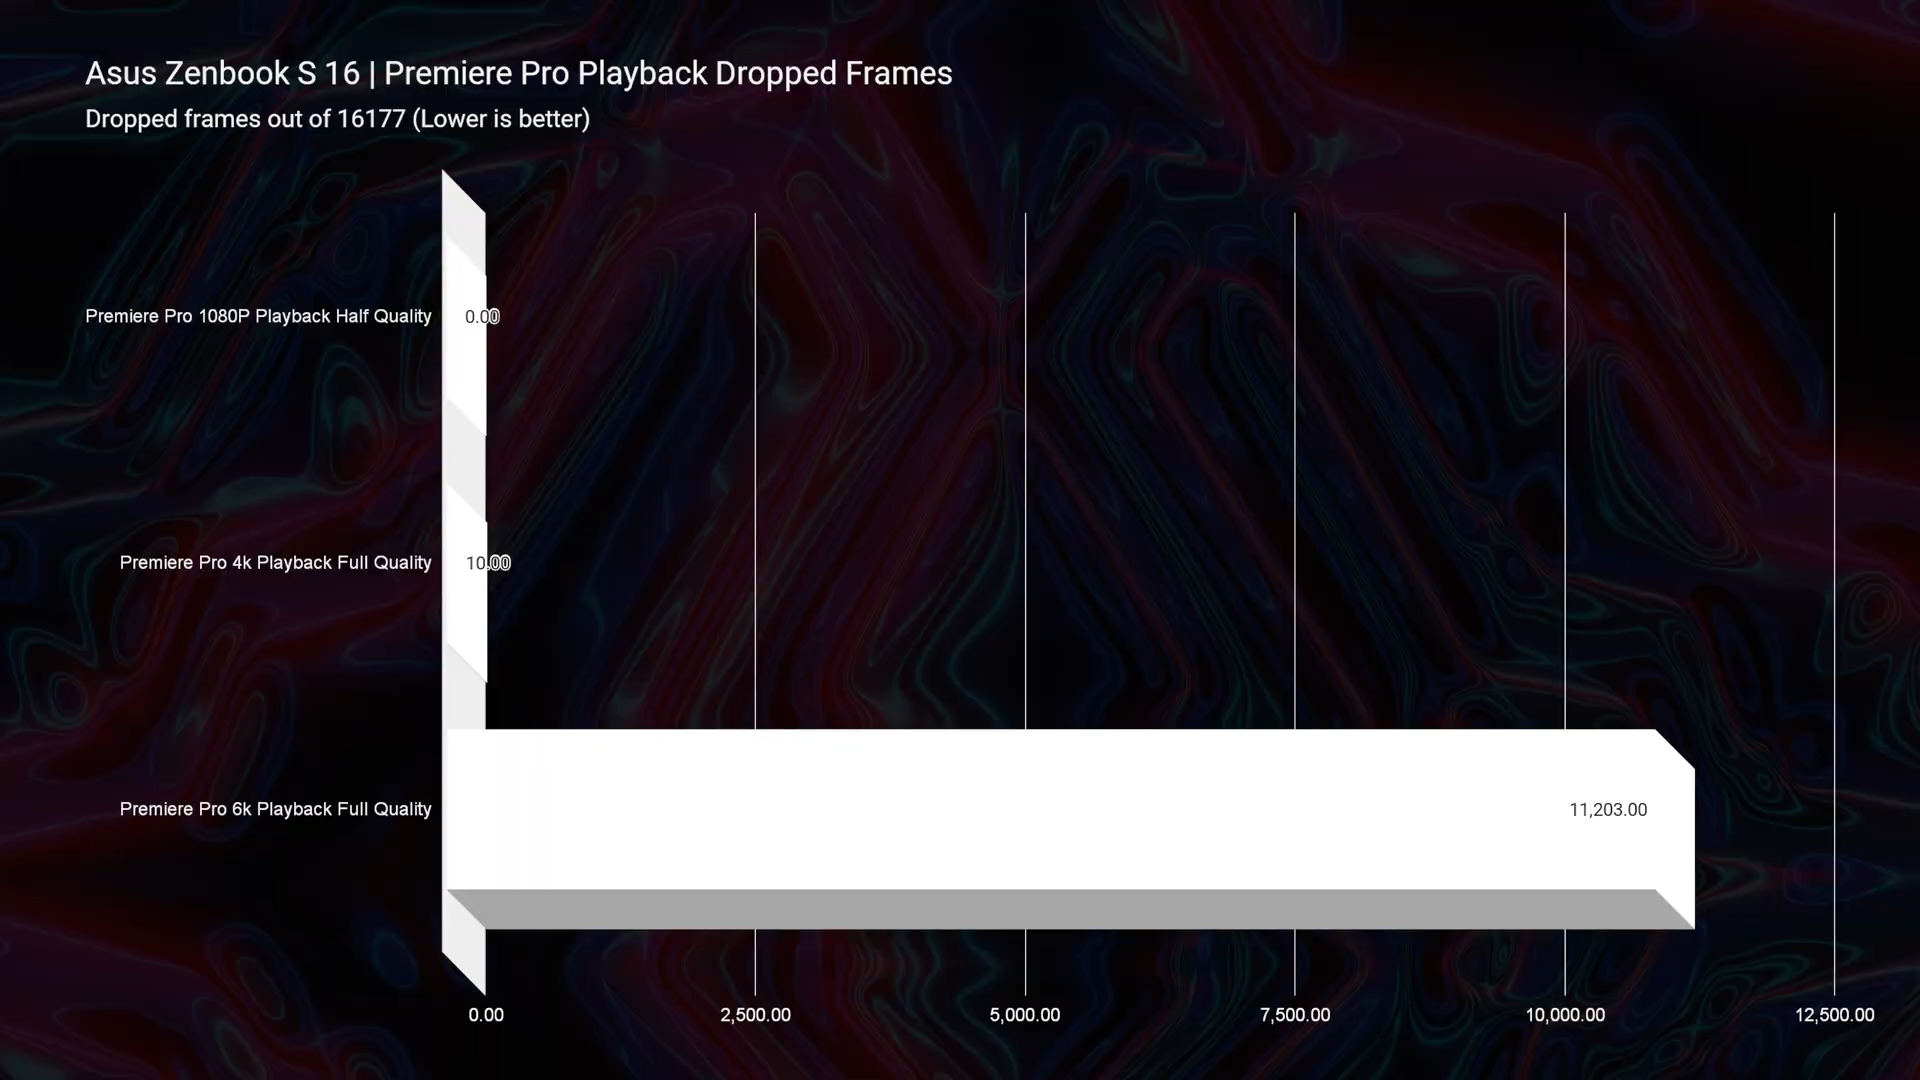 Asus Zenbook S 16 | Premiere Pro Playback Dropped Frames
Dropped frames out of 16177 (Lower is better)
Premiere Pro 1080P Playback Half Quality
0.00
Premiere Pro 4k Playback Full Quality
10.00
Premiere Pro 6k Playback Full Quality
11,203.00
0.00
2,500.00
5,000.00
7,500.00
10,000.00
12,500.00